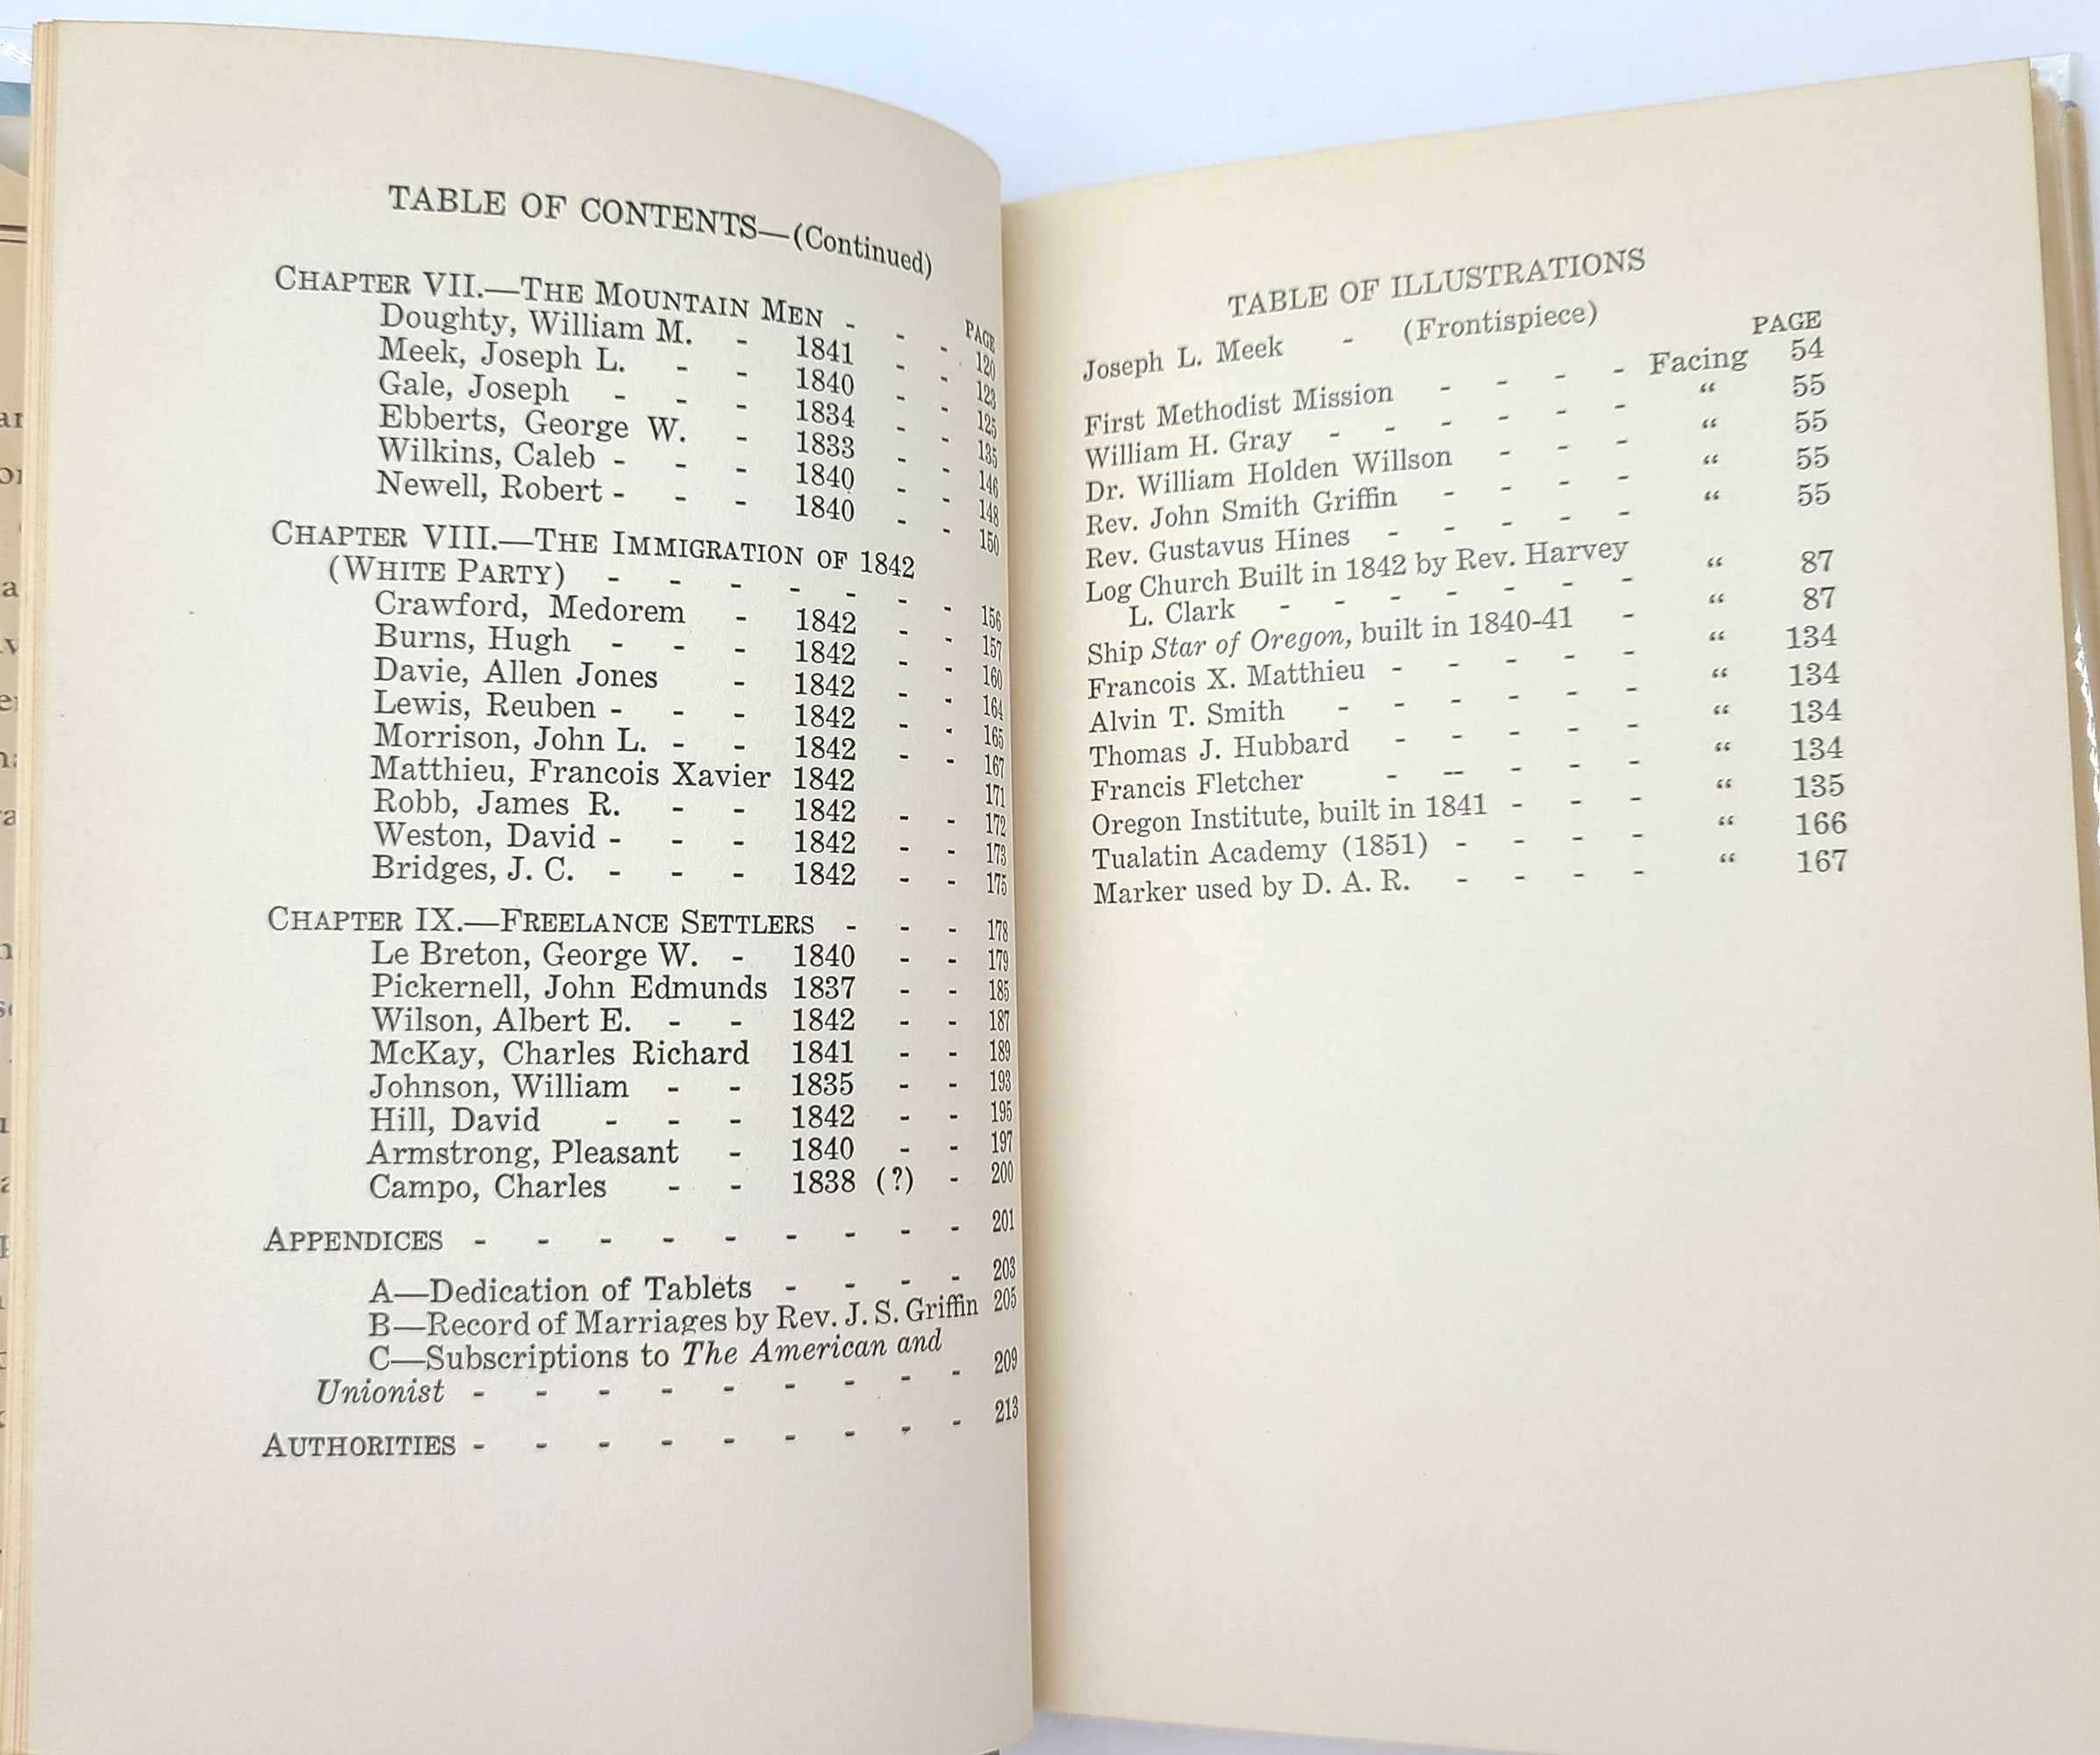 TABLE OF CONTENTS—(Continued)
PAGE
CHAPTER VII.—THE MOUNTAIN MEN - - - 120
Doughty, William M. - 1841 - - 123
Meek, Joseph L. - - 1840 - - 125
Gale, Joseph - - - 1834 - - 135
Ebberts, George W. - 1833 - - 146
Wilkins, Caleb - - - 1840 - - 148
Newell, Robert - - - 1840 - - 150
CHAPTER VIII.—THE IMMIGRATION OF 1842
(WHITE PARTY) - - - - - - - 156
Crawford, Medorem - 1842 - - 157
Burns, Hugh - - - 1842 - - 160
Davie, Allen Jones - 1842 - - 164
Lewis, Reuben - - - 1842 - - 165
Morrison, John L. - - 1842 - - 167
Matthieu, Francois Xavier 1842 171
Robb, James R. - - 1842 - - 172
Weston, David - - - 1842 - - 173
Bridges, J. C. - - - 1842 - - 175
CHAPTER IX.—FREELANCE SETTLERS - - - 178
Le Breton, George W. - 1840 - - 179
Pickernell, John Edmunds 1837 - - 185
Wilson, Albert E. - - 1842 - - 187
McKay, Charles Richard 1841 - - 189
Johnson, William - - 1835 - - 193
Hill, David - - - 1842 - - 195
Armstrong, Pleasant - 1840 - - 197
Campo, Charles - - 1838 (?) - 200
APPENDICES - - - - - - - - - 201
A—Dedication of Tablets - - - - 203
B—Record of Marriages by Rev. J. S. Griffin 205
C—Subscriptions to The American and
Unionist - - - - - - - - - 209
AUTHORITIES - - - - - - - - - 213
TABLE OF ILLUSTRATIONS
PAGE
Joseph L. Meek - (Frontispiece)
First Methodist Mission - - - - Facing 54
William H. Gray - - - - - - “ 55
Dr. William Holden Willson - - - “ 55
Rev. John Smith Griffin - - - - “ 55
Rev. Gustavus Hines - - - - - “ 55
Log Church Built in 1842 by Rev. Harvey
L. Clark - - - - - - - “ 87
Ship Star of Oregon, built in 1840-41 - “ 87
Francois X. Matthieu - - - - - “ 134
Alvin T. Smith - - - - - - “ 134
Thomas J. Hubbard - - - - - “ 134
Francis Fletcher - -- - - - “ 134
Oregon Institute, built in 1841 - - - “ 135
Tualatin Academy (1851) - - - - “ 166
Marker used by D. A. R. - - - - “ 167